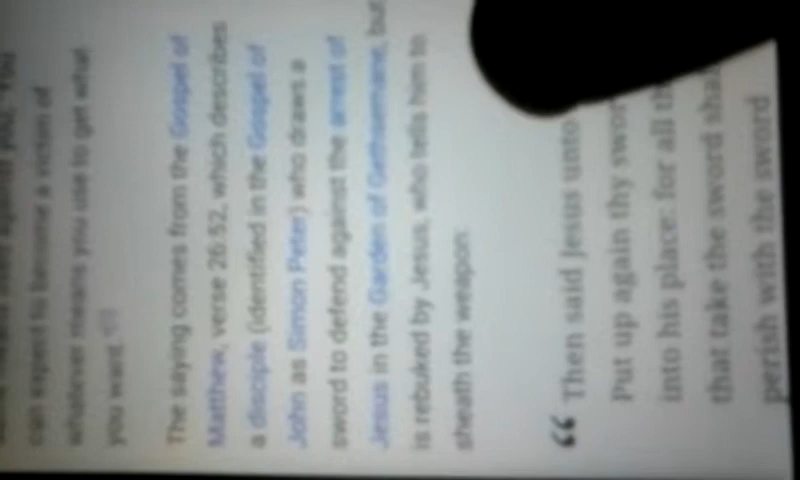 can expect to become a victim of
whatever means you use to get what
you want.
The saying comes from the Gospel of
Matthew, verse 26:52, which describes
a disciple (identified in the Gospel of
John as Simon Peter) who draws a
sword to defend against the arrest of
Jesus in the Garden of Gethsemane, but
is rebuked by Jesus, who tells him to
sheath the weapon:
“ Then said Jesus unto
Put up again thy
into his place: for all
that take the sword
perish with the sword